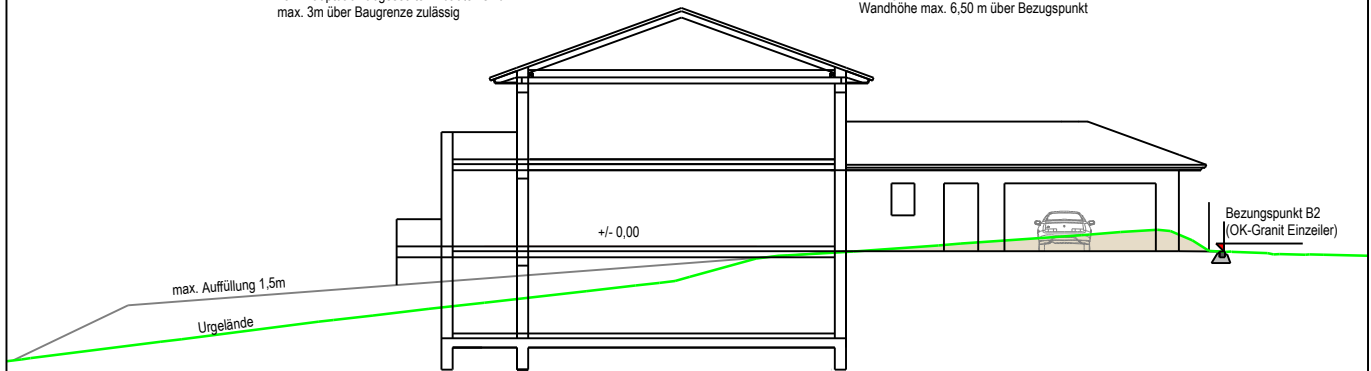 max. 3m über Baugrenze zulässig
Wandhöhe max. 6,50 m über Bezugspunkt
+/- 0,00
Bezungspunkt B2
(OK-Granit Einzeiler)
max. Auffüllung 1,5m
Urgelände